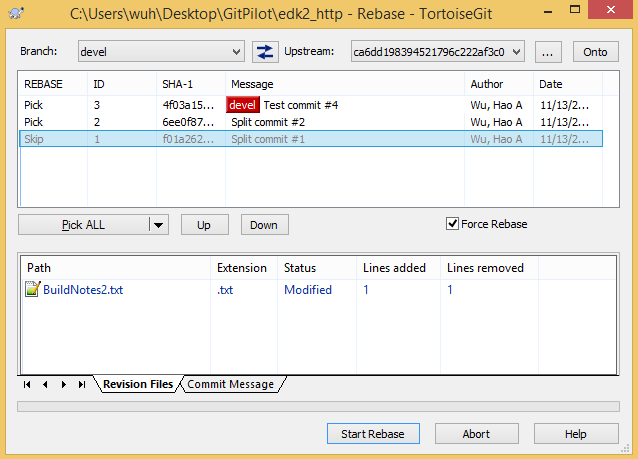 C:\Users\wuh\Desktop\GitPilot\edk2_http - Rebase - TortoiseGit
Branch: devel Upstream: ca6dd198394521796c222af3c0 ... Onto
REBASE ID SHA-1 Message Author Date
Pick 3 4f03a15... devel Test commit #4 Wu, Hao A 11/13/2...
Pick 2 6ee0f87... Split commit #2 Wu, Hao A 11/13/2...
Skip 1 f01a262... Split commit #1 Wu, Hao A 11/13/2...
Pick ALL Up Down Force Rebase
Path Extension Status Lines added Lines removed
BuildNotes2.txt .txt Modified 1 1
Revision Files Commit Message
Start Rebase Abort Help